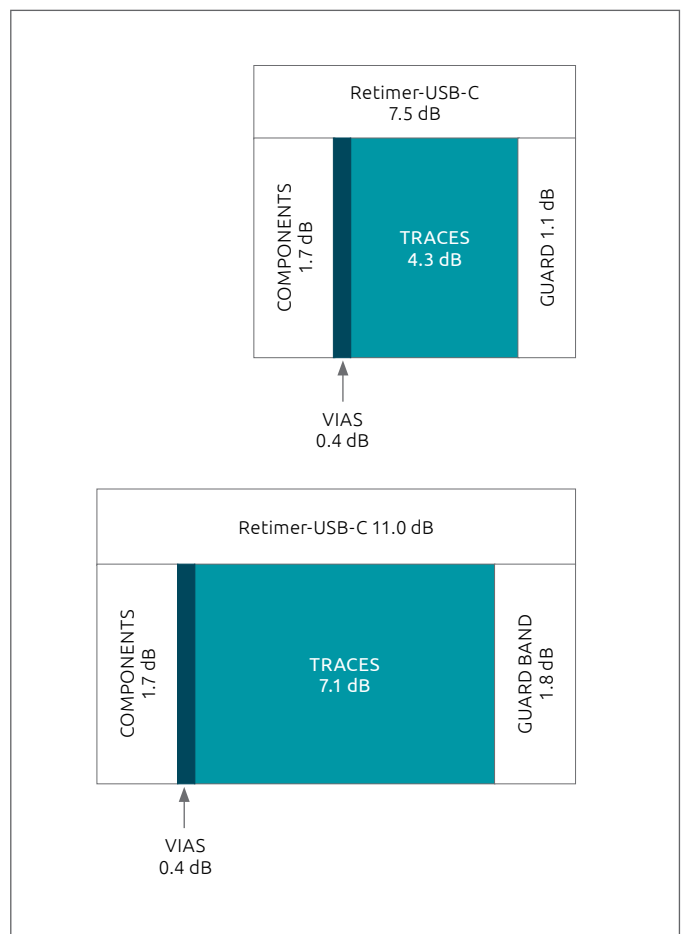 Retimer-USB-C
7.5 dB
COMPONENTS
1.7 dB
TRACES
4.3 dB
GUARD 1.1 dB
VIAS
0.4 dB
Retimer-USB-C 11.0 dB
COMPONENTS
1.7 dB
TRACES
7.1 dB
GUARD BAND
1.8 dB
VIAS
0.4 dB